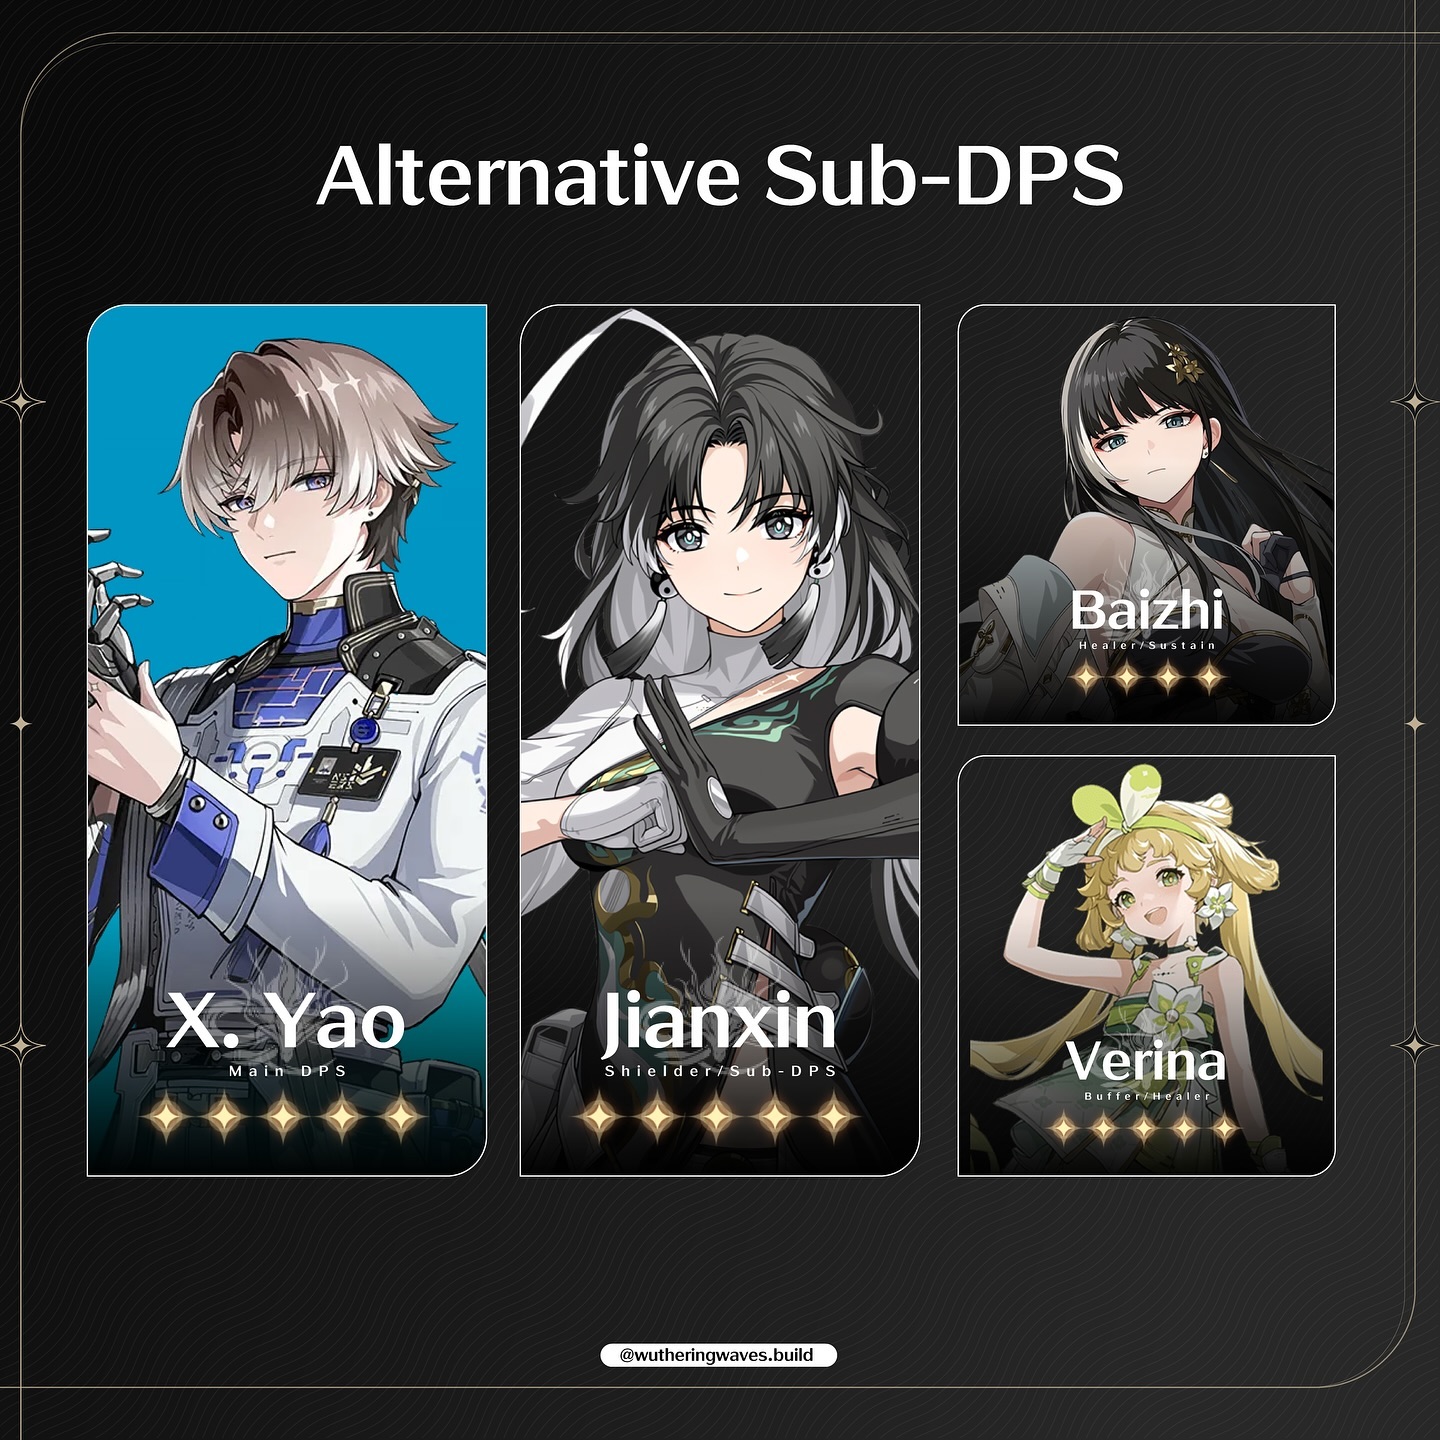 Alternative Sub-DPS
X. Yao
Main DPS
Jianxin
Shielder/Sub-DPS
Baizhi
Healer/Sustain
Verina
Buffer/Healer
@wutheringwaves.build